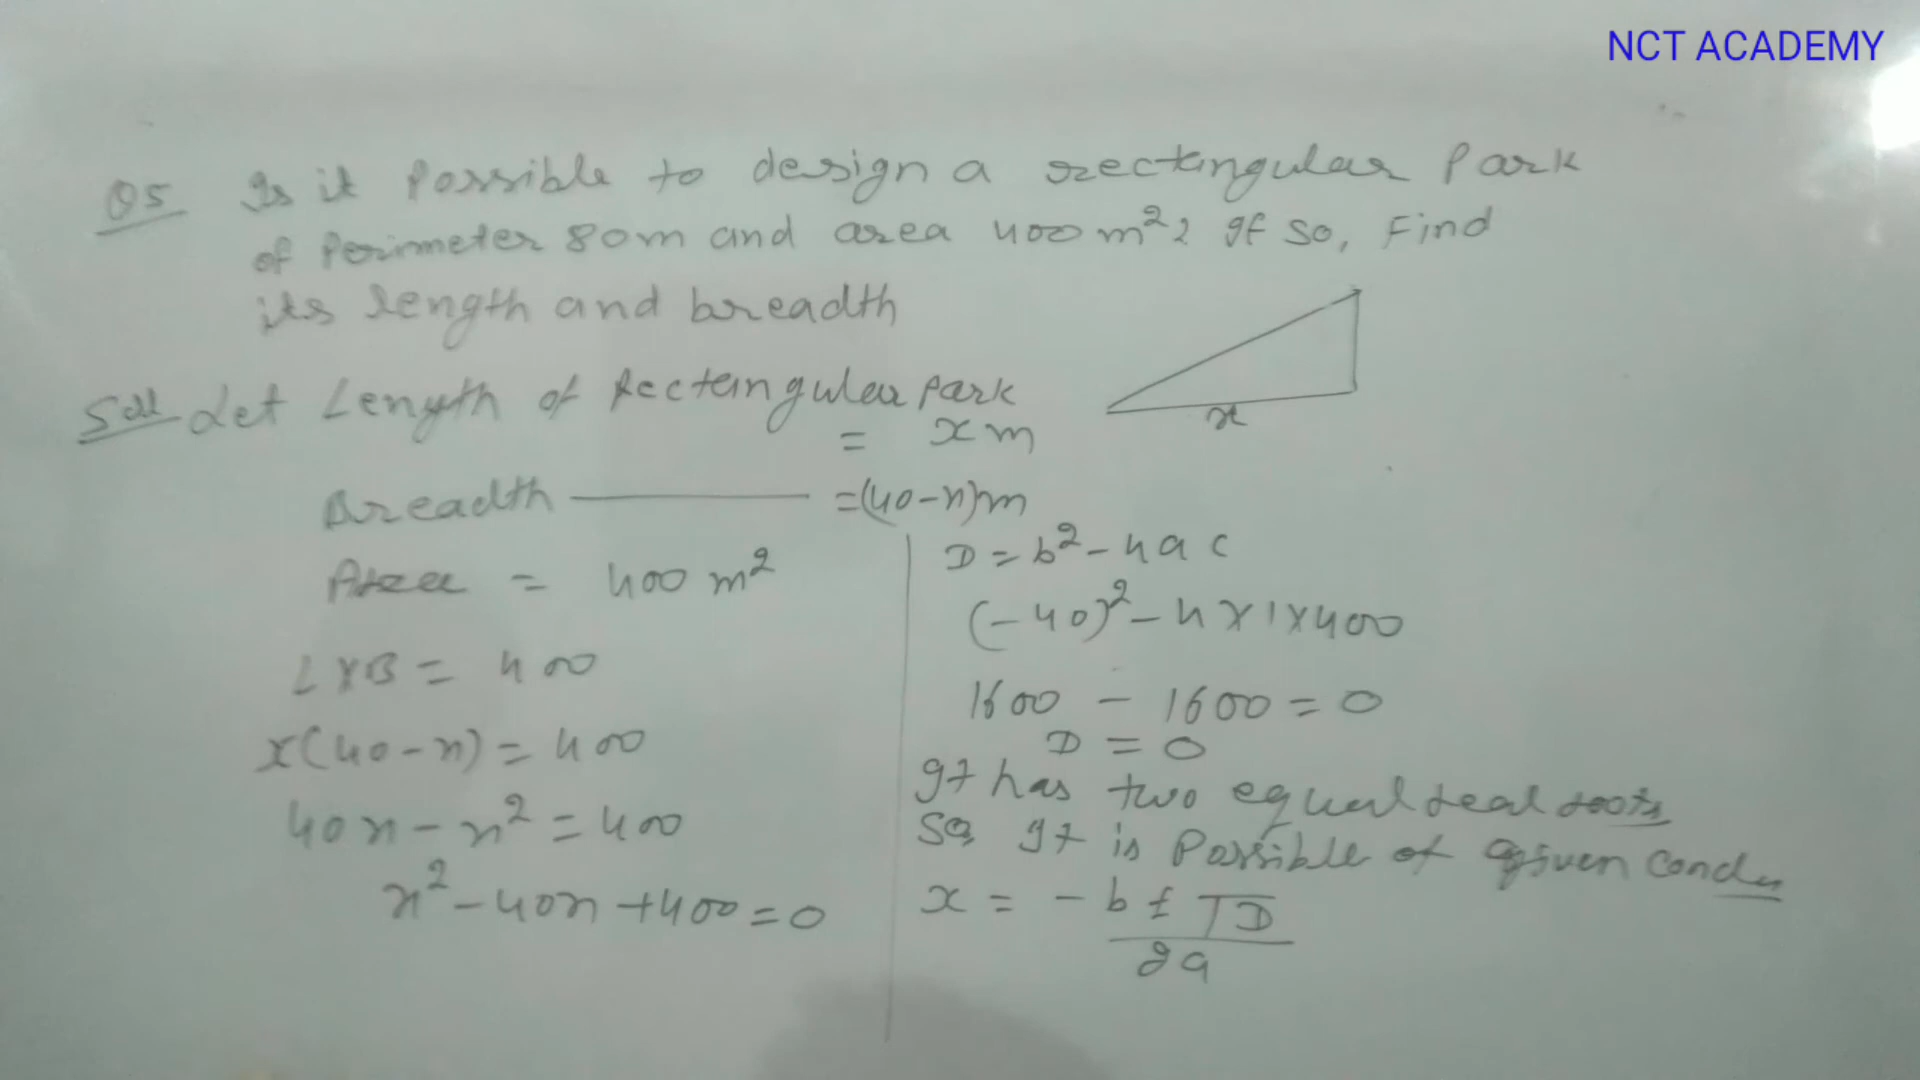 NCT ACADEMY
Q5 Is it Possible to design a rectangular Park
of Perimeter 80m and area 400 m²? If so, Find
its length and breadth
Soll Let Length of Rectangular park
= x m
x
Breadth = (40-x)m
Area = 400 m²
L×B = 400
x(40-x) = 400
40x - x² = 400
x² - 40x + 400 = 0
D = b² - 4ac
(-40)² - 4×1×400
1600 - 1600 = 0
D = 0
It has two equal real roots
So, It is Possible of given Cond
x = -b ± √D
2a